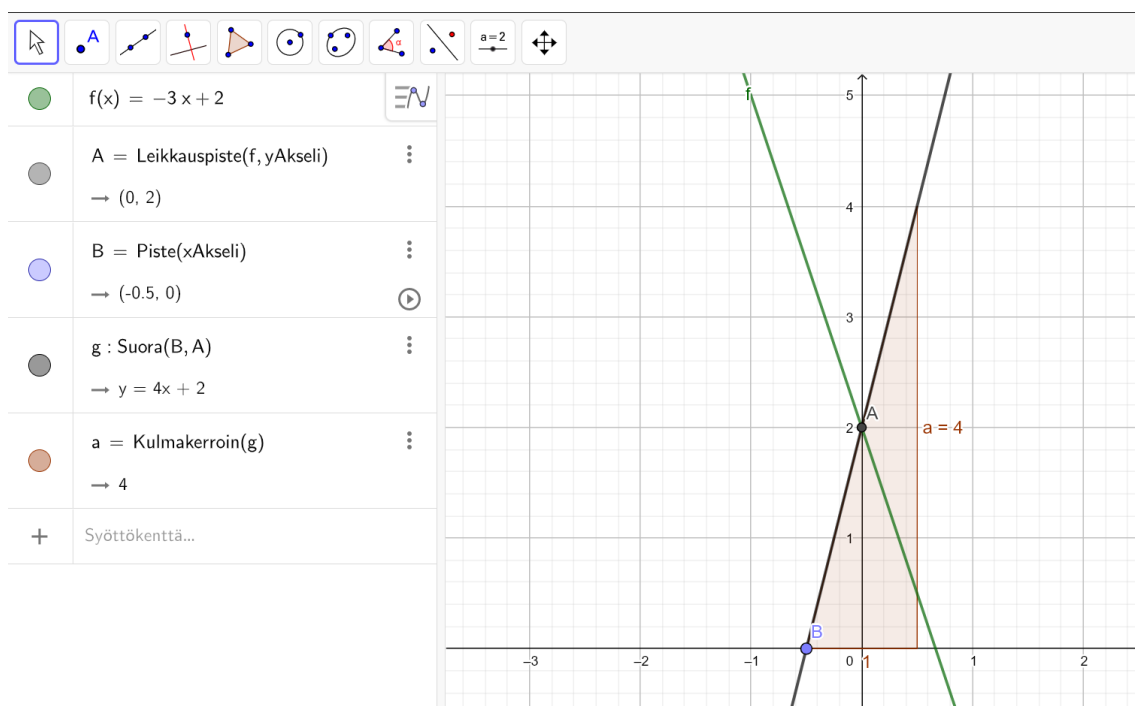 A
α
a = 2
f(x) = −3 x + 2
A = Leikkauspiste(f, yAkseli)
→ (0, 2)
B = Piste(xAkseli)
→ (-0.5, 0)
g : Suora(B, A)
→ y = 4x + 2
a = Kulmakerroin(g)
→ 4
+ Syöttökenttä...
f
5
4
3
A
2
a = 4
1
B
−3
−2
−1
0
1
1
2